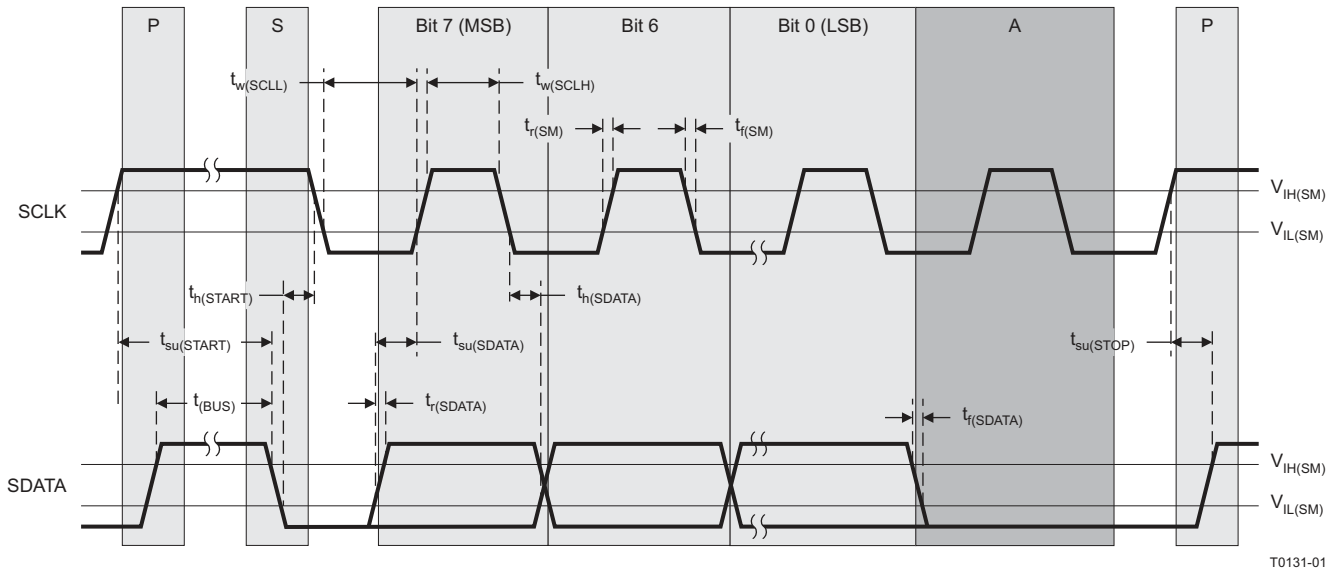 P S Bit 7 (MSB) Bit 6 Bit 0 (LSB) A P
tw(SCLL) tw(SCLH)
tr(SM) tf(SM)
SCLK
VIH(SM)
VIL(SM)
th(START) th(SDATA)
tsu(START) tsu(SDATA) tsu(STOP)
t(BUS) tr(SDATA) tf(SDATA)
SDATA
VIH(SM)
VIL(SM)
T0131-01